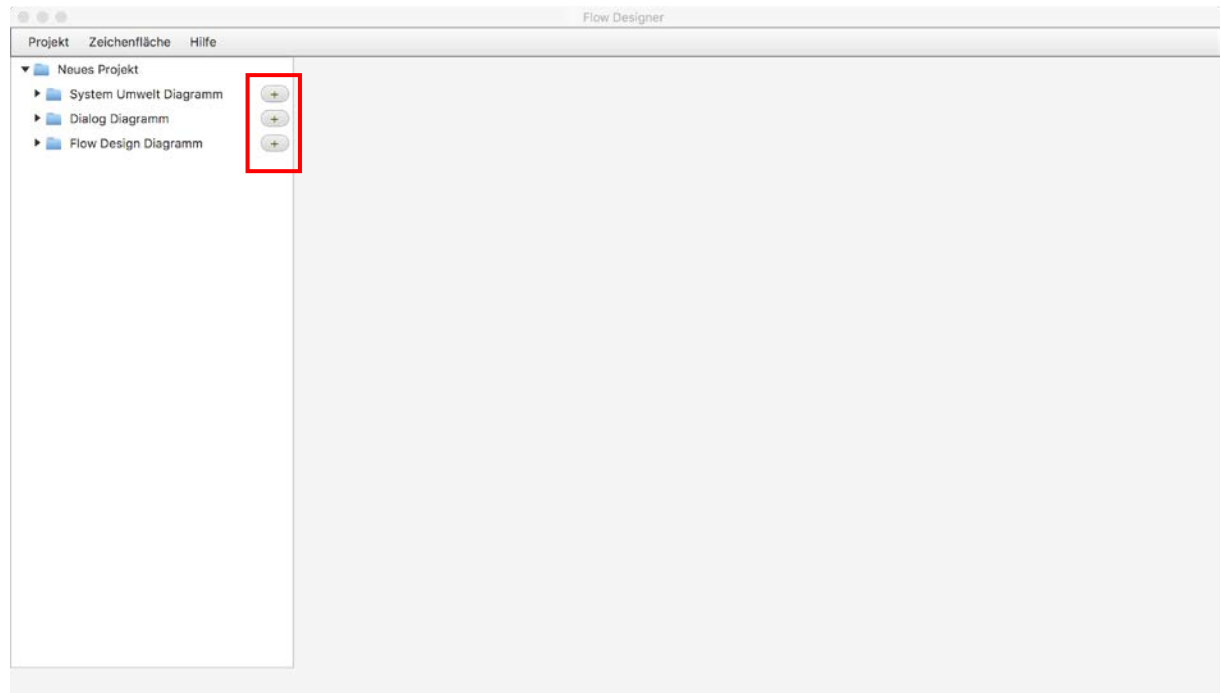 Flow Designer
Projekt Zeichenfläche Hilfe
Neues Projekt
System Umwelt Diagramm +
Dialog Diagramm +
Flow Design Diagramm +